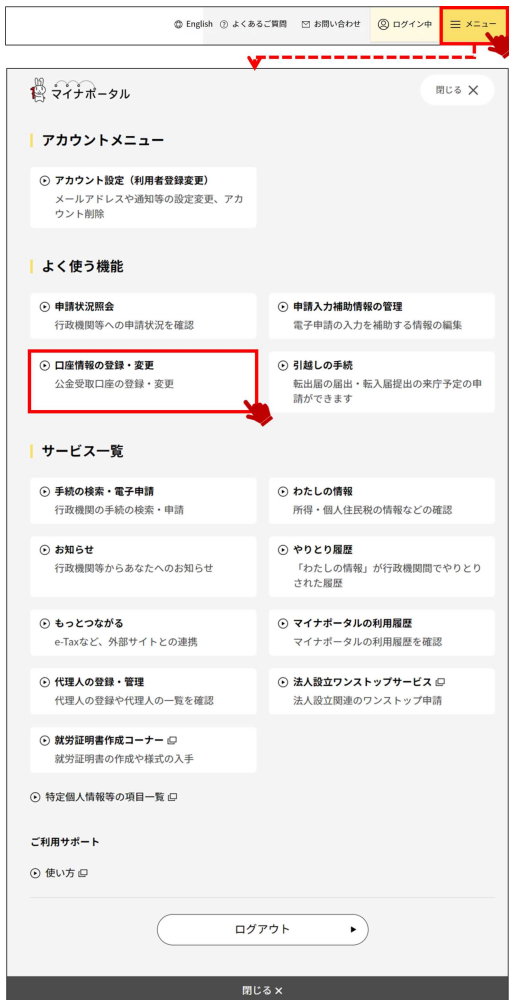 English よくあるご質問 お問い合わせ ログイン中 メニュー
マイナポータル
閉じる ×
アカウントメニュー
アカウント設定（利用者登録変更）
メールアドレスや通知等の設定変更、アカ
ウント削除
よく使う機能
申請状況照会
行政機関等への申請状況を確認
申請入力補助情報の管理
電子申請の入力を補助する情報の編集
口座情報の登録・変更
公金受取口座の登録・変更
引越しの手続
転出届の届出・転入届提出の来庁予定の申
請ができます
サービス一覧
手続の検索・電子申請
行政機関の手続の検索・申請
わたしの情報
所得・個人住民税の情報などの確認
お知らせ
行政機関等からあなたへのお知らせ
やりとり履歴
「わたしの情報」が行政機関間でやりとり
された履歴
もっとつながる
e-Taxなど、外部サイトとの連携
マイナポータルの利用履歴
マイナポータルの利用履歴を確認
代理人の登録・管理
代理人の登録や代理人の一覧を確認
法人設立ワンストップサービス
法人設立関連のワンストップ申請
就労証明書作成コーナー
就労証明書の作成や様式の入手
特定個人情報等の項目一覧
ご利用サポート
使い方
ログアウト
閉じる ×